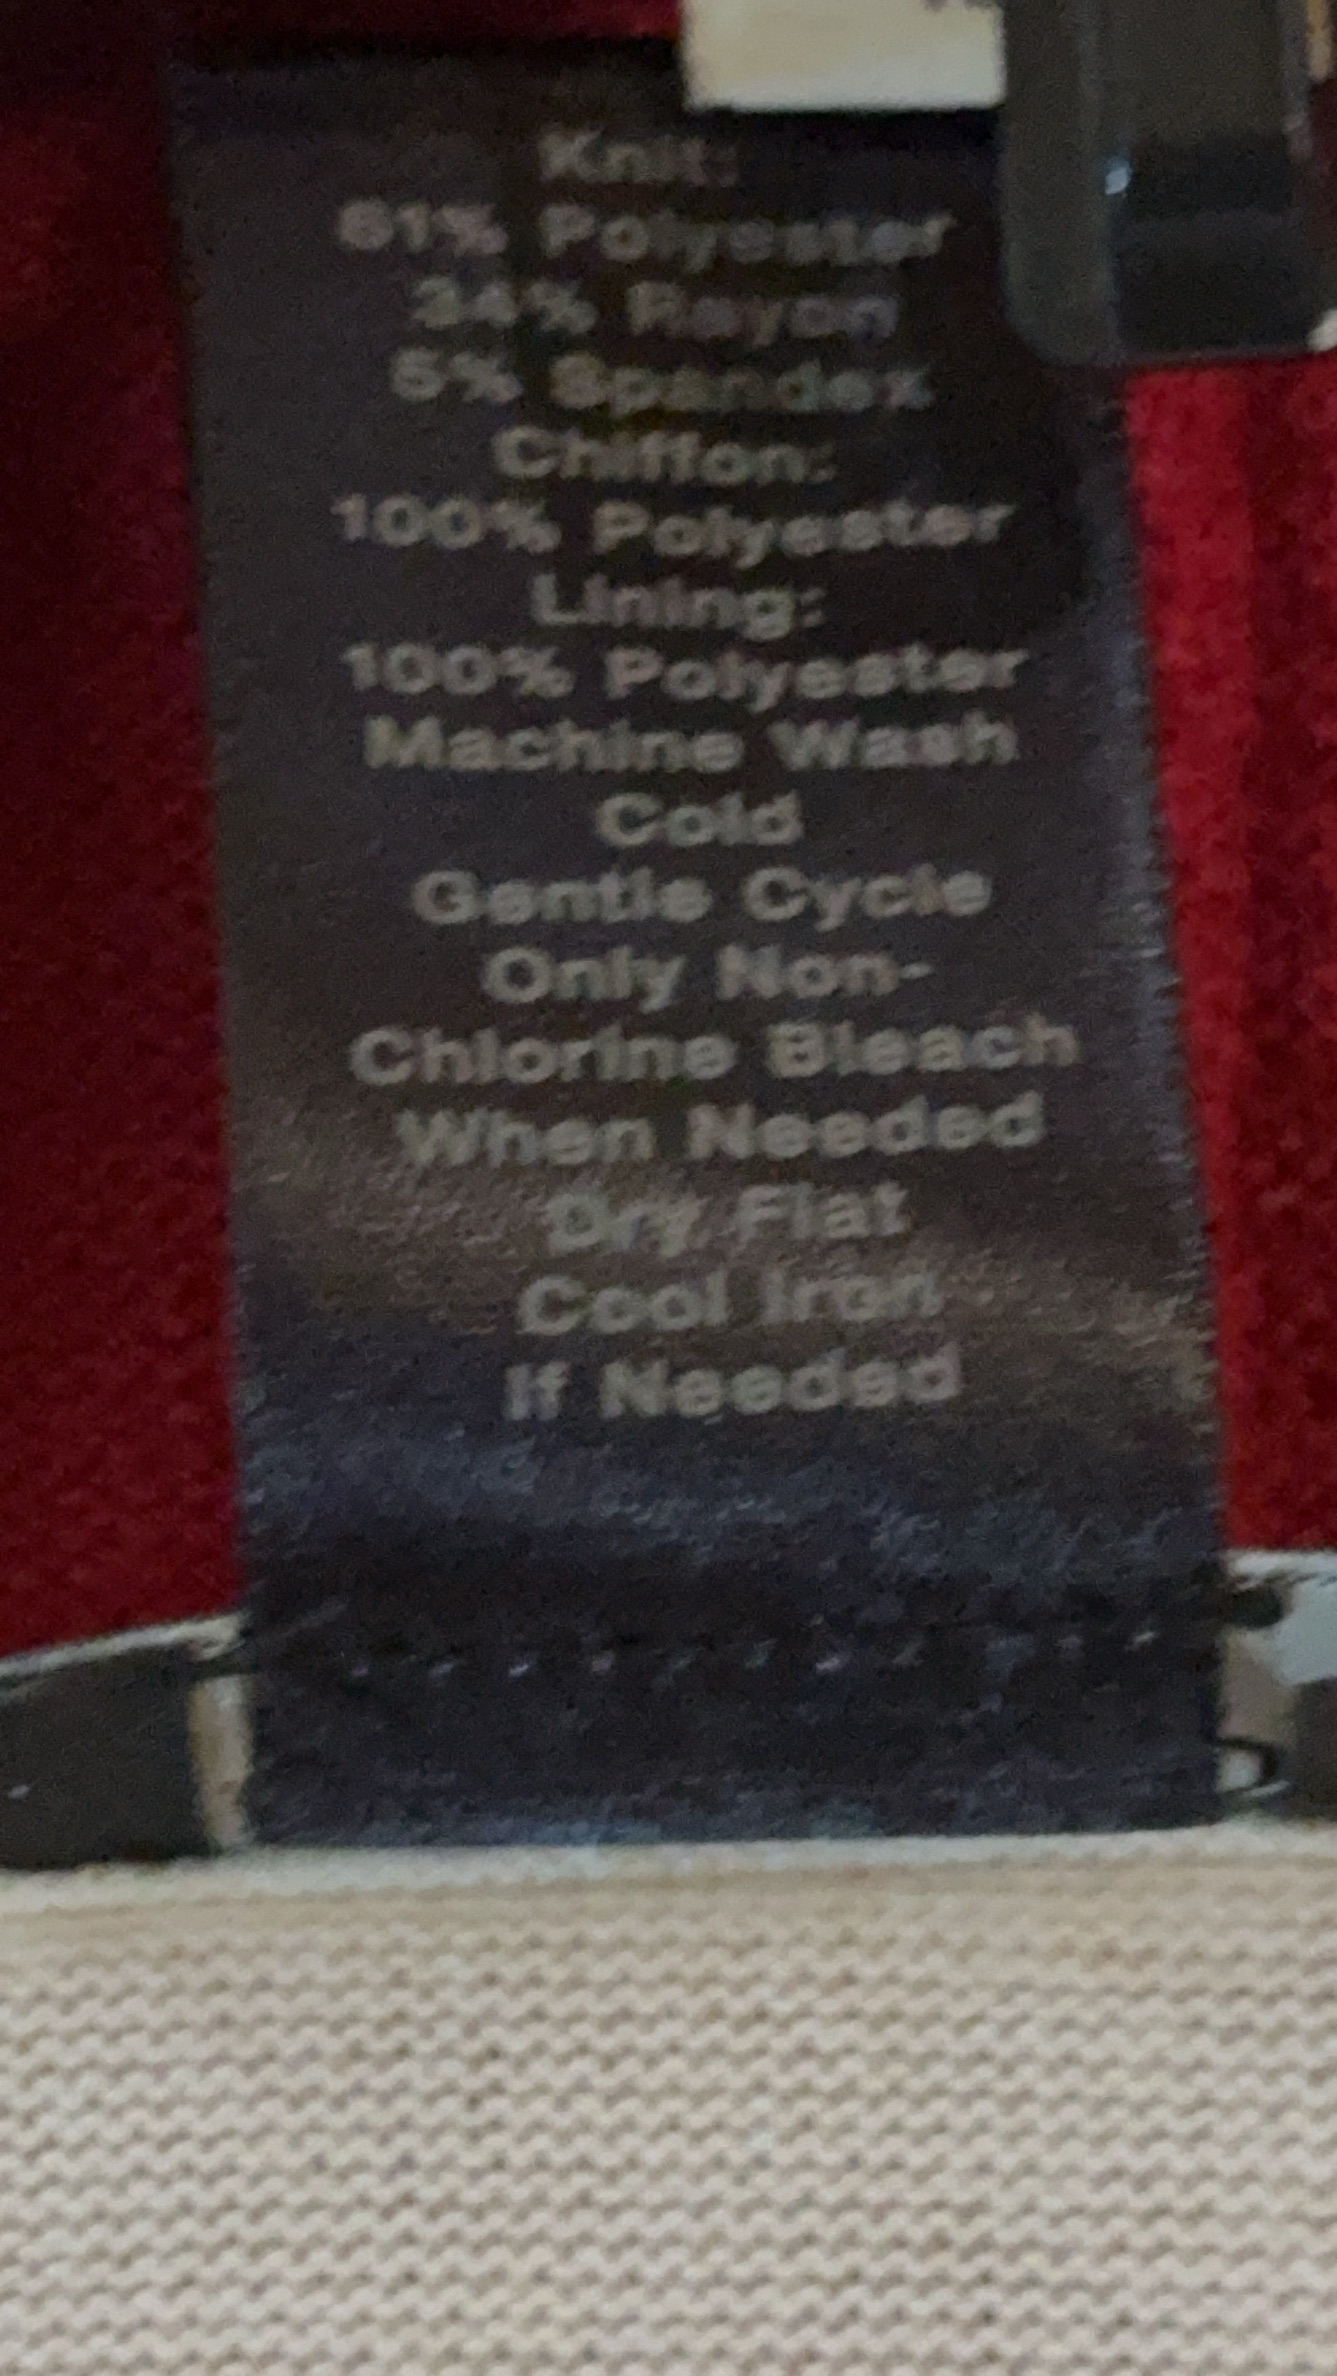 Knit:
61% Polyester
34% Rayon
5% Spandex
Chiffon:
100% Polyester
Lining:
100% Polyester
Machine Wash
Cold
Gentle Cycle
Only Non-
Chlorine Bleach
When Needed
Dry Flat
Cool Iron
If Needed